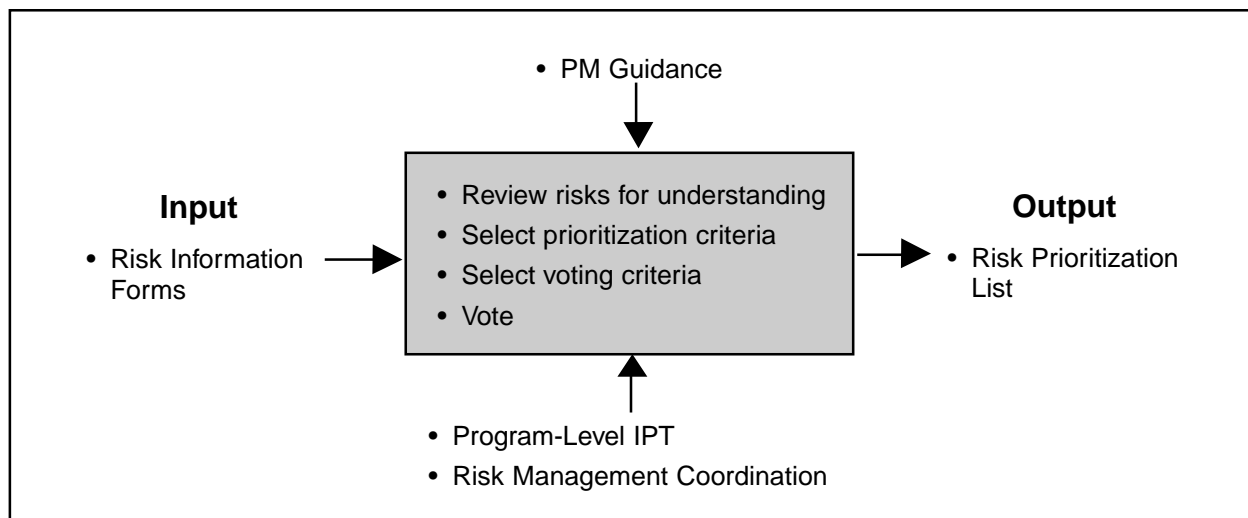 • PM Guidance
Input
• Risk Information
Forms
• Review risks for understanding
• Select prioritization criteria
• Select voting criteria
• Vote
Output
• Risk Prioritization
List
• Program-Level IPT
• Risk Management Coordination